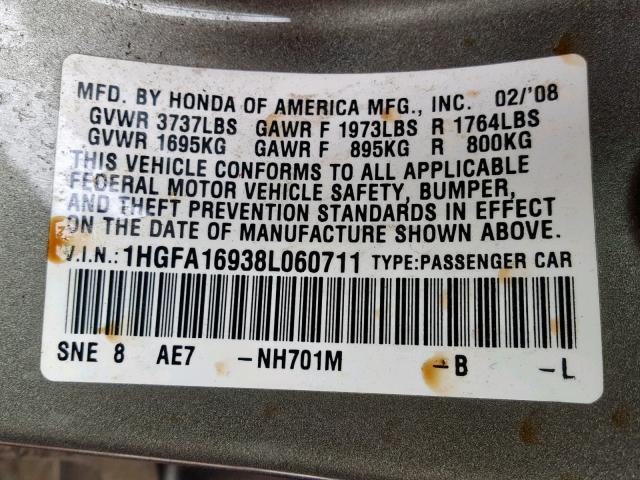 MFD. BY HONDA OF AMERICA MFG., INC. 02/'08
GVWR 3737LBS GAWR F 1973LBS R 1764LBS
GVWR 1695KG GAWR F 895KG R 800KG
THIS VEHICLE CONFORMS TO ALL APPLICABLE
FEDERAL MOTOR VEHICLE SAFETY, BUMPER,
AND THEFT PREVENTION STANDARDS IN EFFECT
ON THE DATE OF MANUFACTURE SHOWN ABOVE.
V.I.N.: 1HGFA16938L060711 TYPE:PASSENGER CAR
SNE 8 AE7 -NH701M -B -L